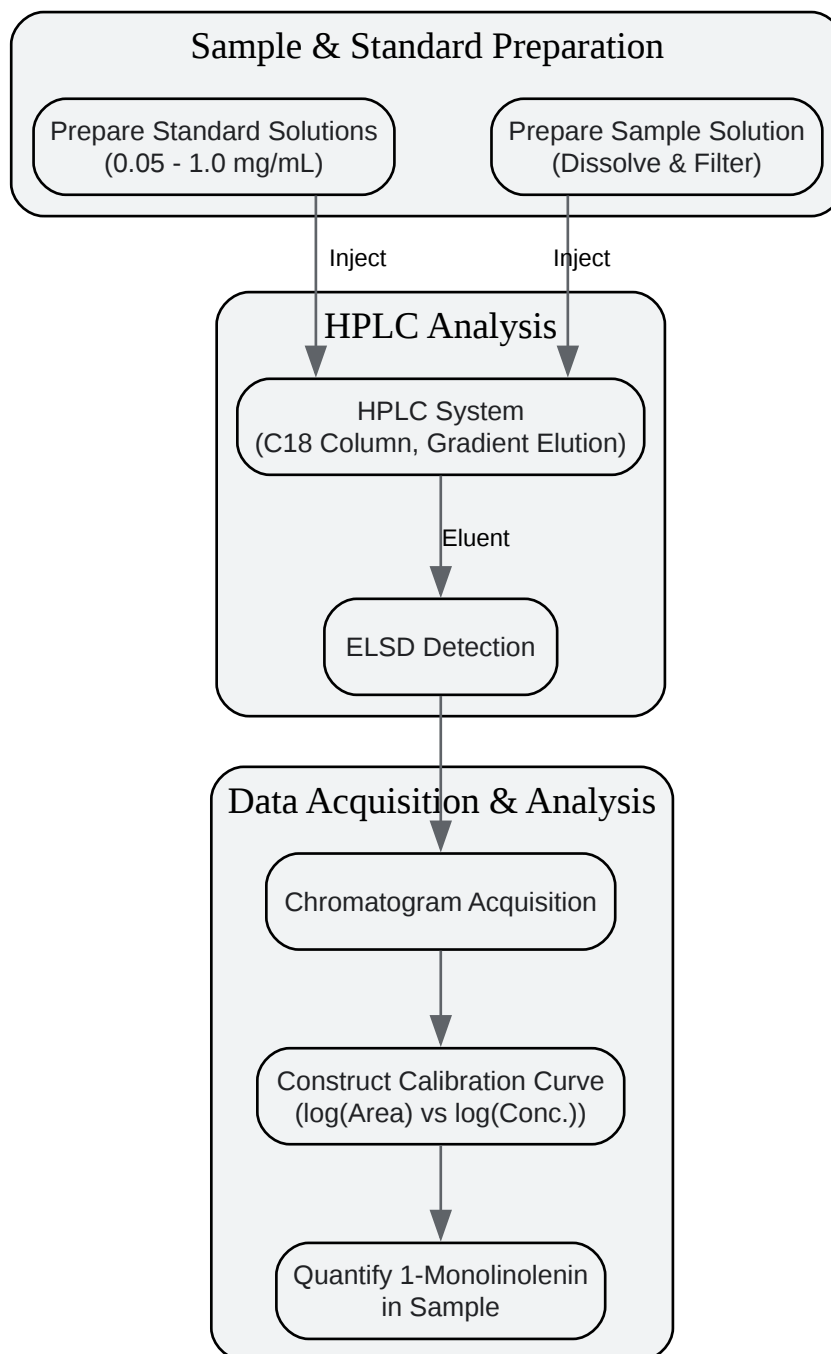 Sample & Standard Preparation
Prepare Standard Solutions
(0.05 - 1.0 mg/mL)
Prepare Sample Solution
(Dissolve & Filter)
Inject
Inject
HPLC Analysis
HPLC System
(C18 Column, Gradient Elution)
Eluent
ELSD Detection
Data Acquisition & Analysis
Chromatogram Acquisition
Construct Calibration Curve
(log(Area) vs log(Conc.))
Quantify 1-Monolinolenin
in Sample